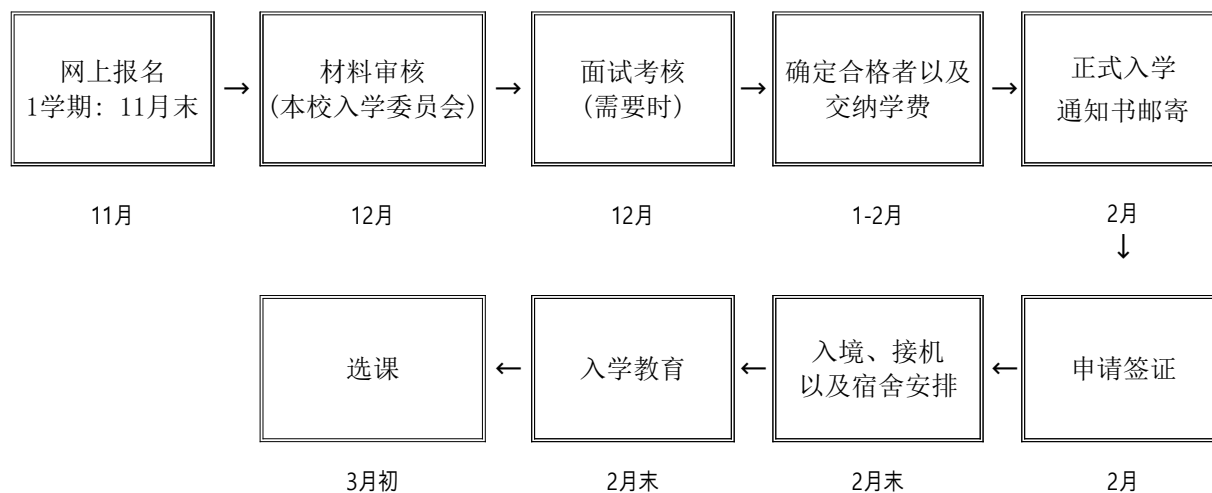 网上报名
1学期: 11月末
→
材料审核
(本校入学委员会)
→
面试考核
(需要时)
→
确定合格者以及
交纳学费
→
正式入学
通知书邮寄
11月
12月
12月
1-2月
2月
↓
选课
←
入学教育
←
入境、接机
以及宿舍安排
←
申请签证
3月初
2月末
2月末
2月